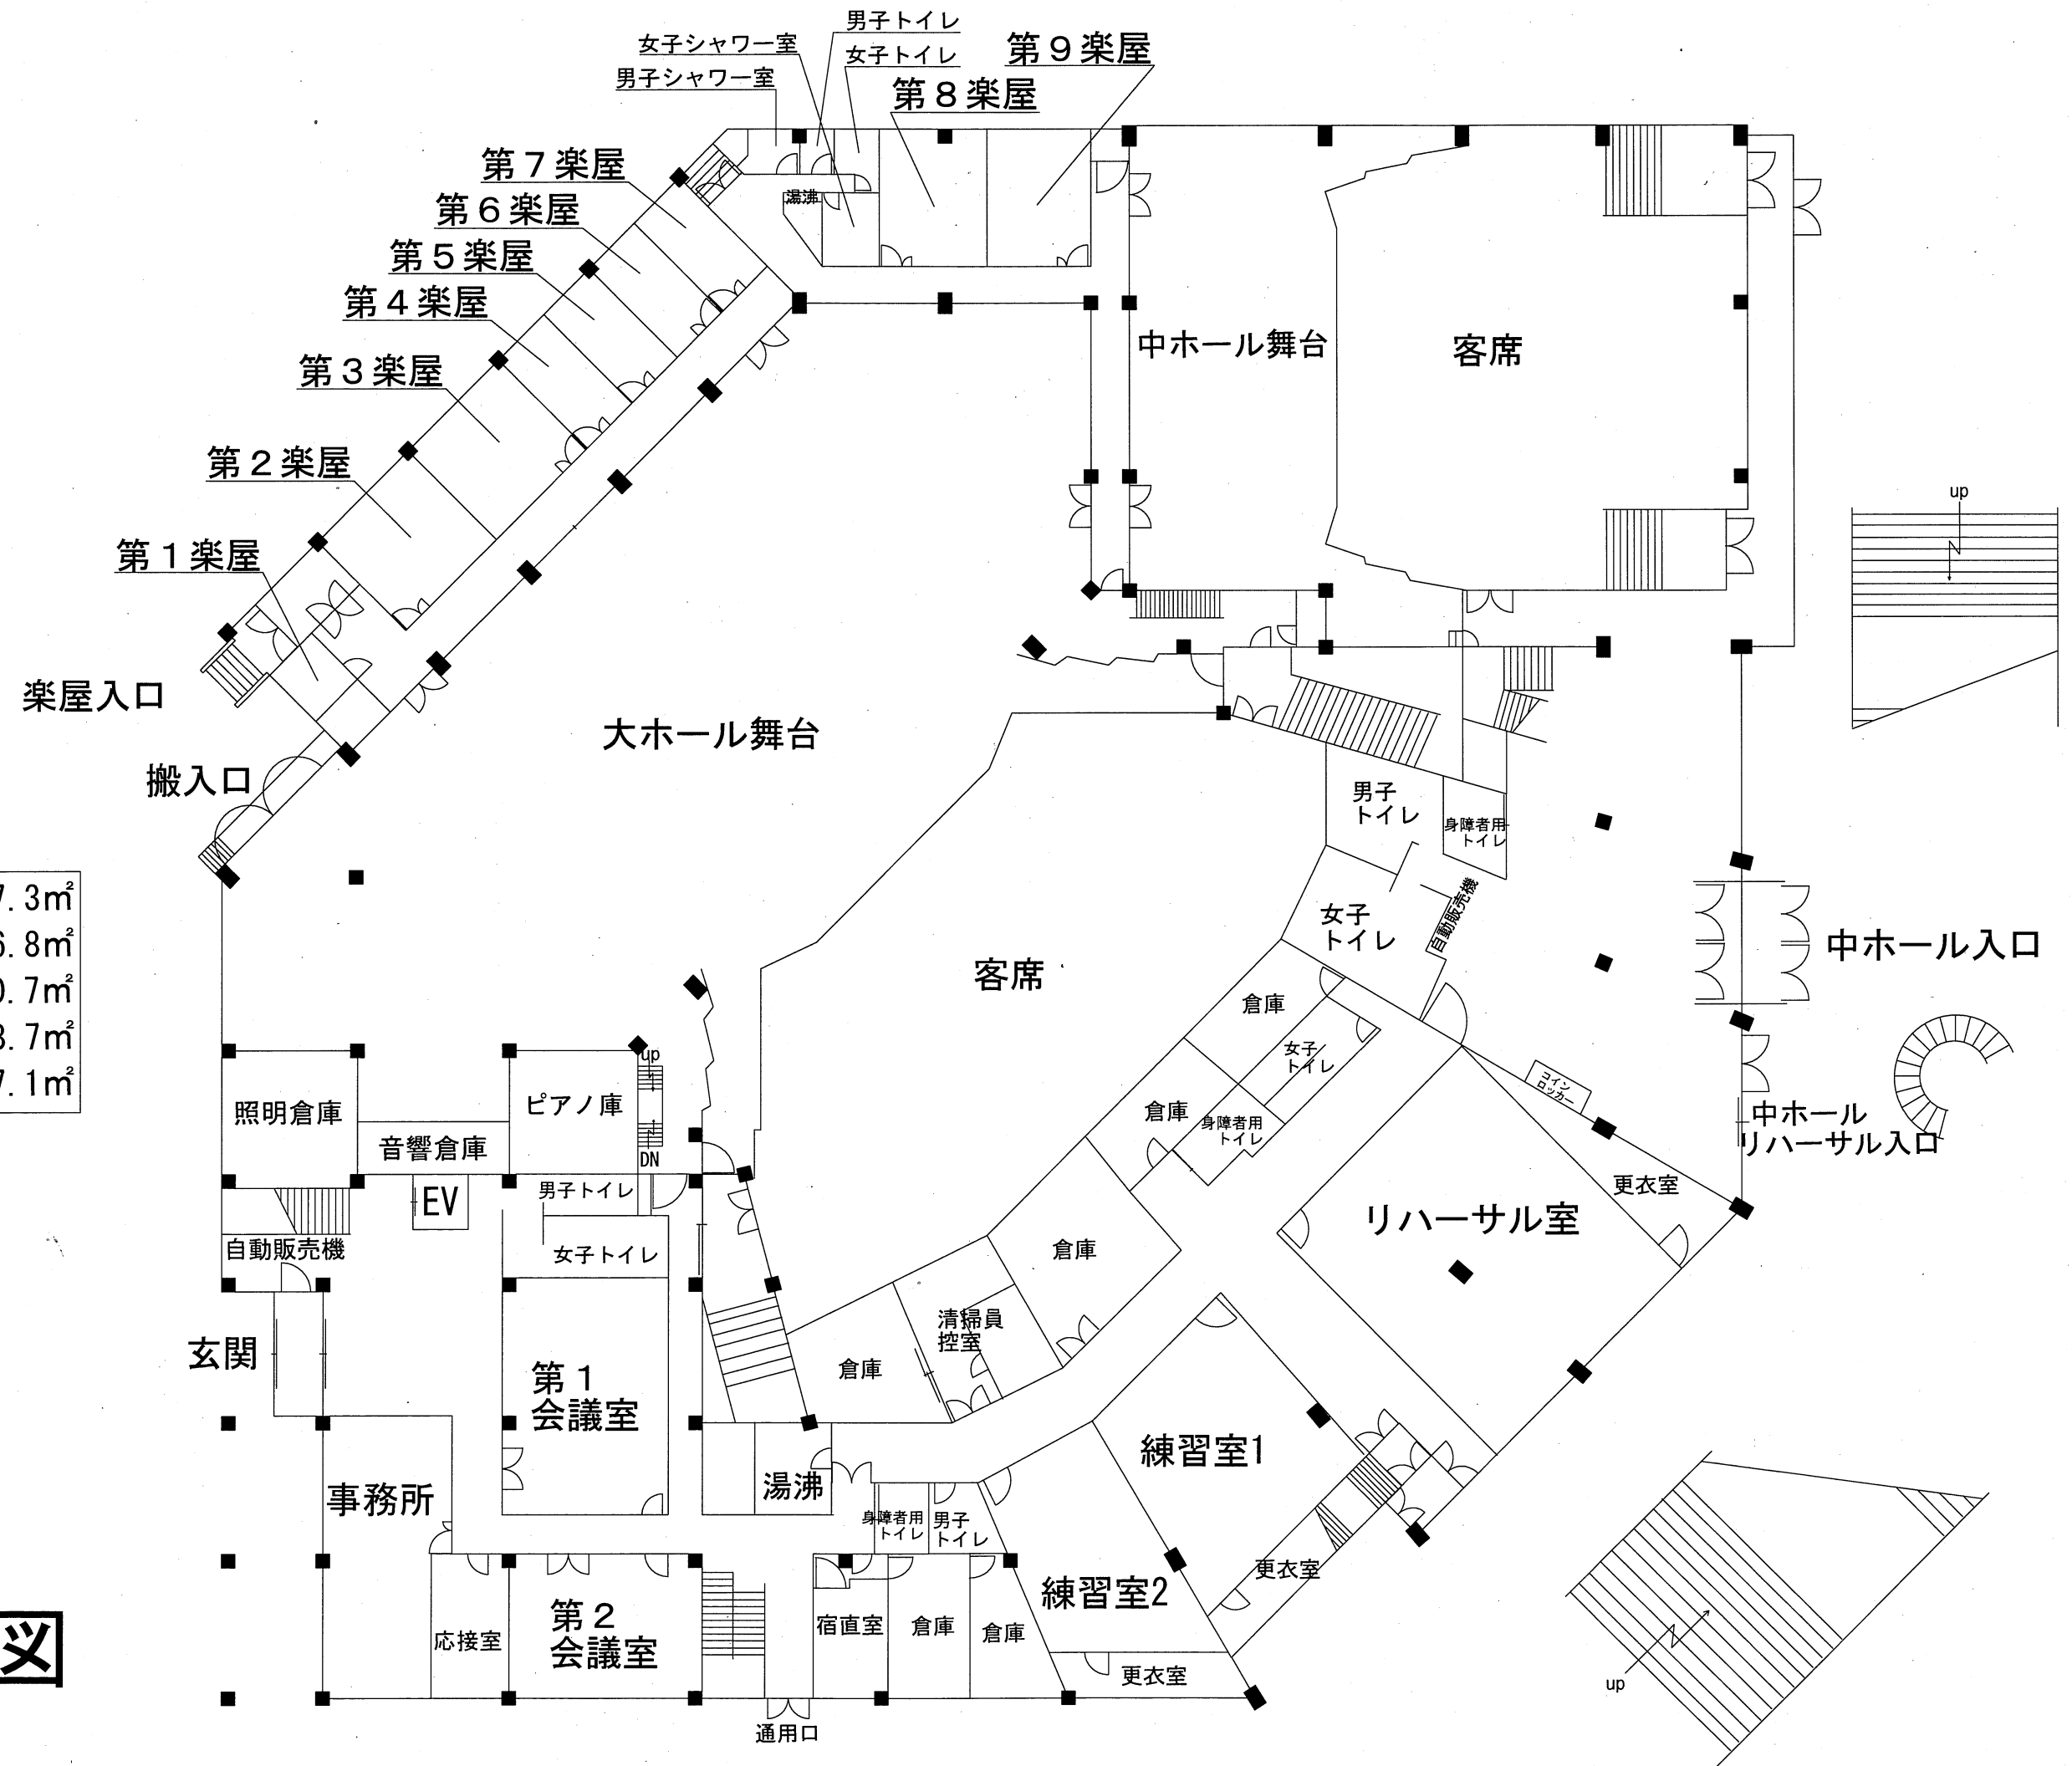 男子トイレ
女子シャワー室
女子トイレ
第９楽屋
男子シャワー室
第８楽屋
第７楽屋
湯沸
第６楽屋
第５楽屋
第４楽屋
中ホール舞台
客席
第３楽屋
第２楽屋
up
第１楽屋
楽屋入口
大ホール舞台
搬入口
男子
トイレ
身障者用
トイレ
7.3㎡
6.8㎡
0.7㎡
3.7㎡
7.1㎡
女子
トイレ
自動販売機
中ホール入口
客席
倉庫
女子
トイレ
up
照明倉庫
ピアノ庫
音響倉庫
DN
倉庫
身障者用
トイレ
コイン
ロッカー
中ホール
リハーサル入口
EV
男子トイレ
更衣室
リハーサル室
自動販売機
女子トイレ
倉庫
清掃員
控室
玄関
倉庫
第１
会議室
練習室1
事務所
湯沸
身障者用
トイレ
男子
トイレ
更衣室
練習室2
第２
会議室
応接室
宿直室
倉庫
倉庫
更衣室
通用口
up
図